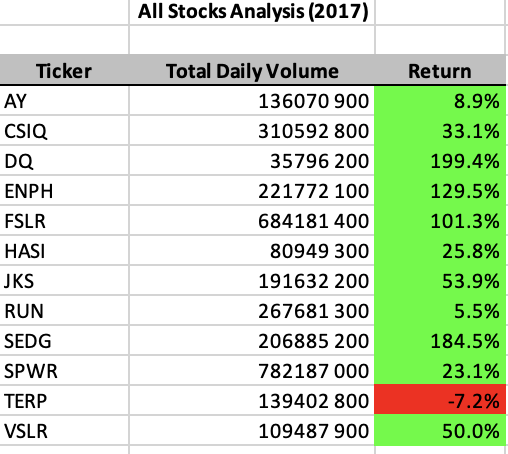 All Stocks Analysis (2017)
Ticker Total Daily Volume Return
AY 136070 900 8.9%
CSIQ 310592 800 33.1%
DQ 35796 200 199.4%
ENPH 221772 100 129.5%
FSLR 684181 400 101.3%
HASI 80949 300 25.8%
JKS 191632 200 53.9%
RUN 267681 300 5.5%
SEDG 206885 200 184.5%
SPWR 782187 000 23.1%
TERP 139402 800 -7.2%
VSLR 109487 900 50.0%